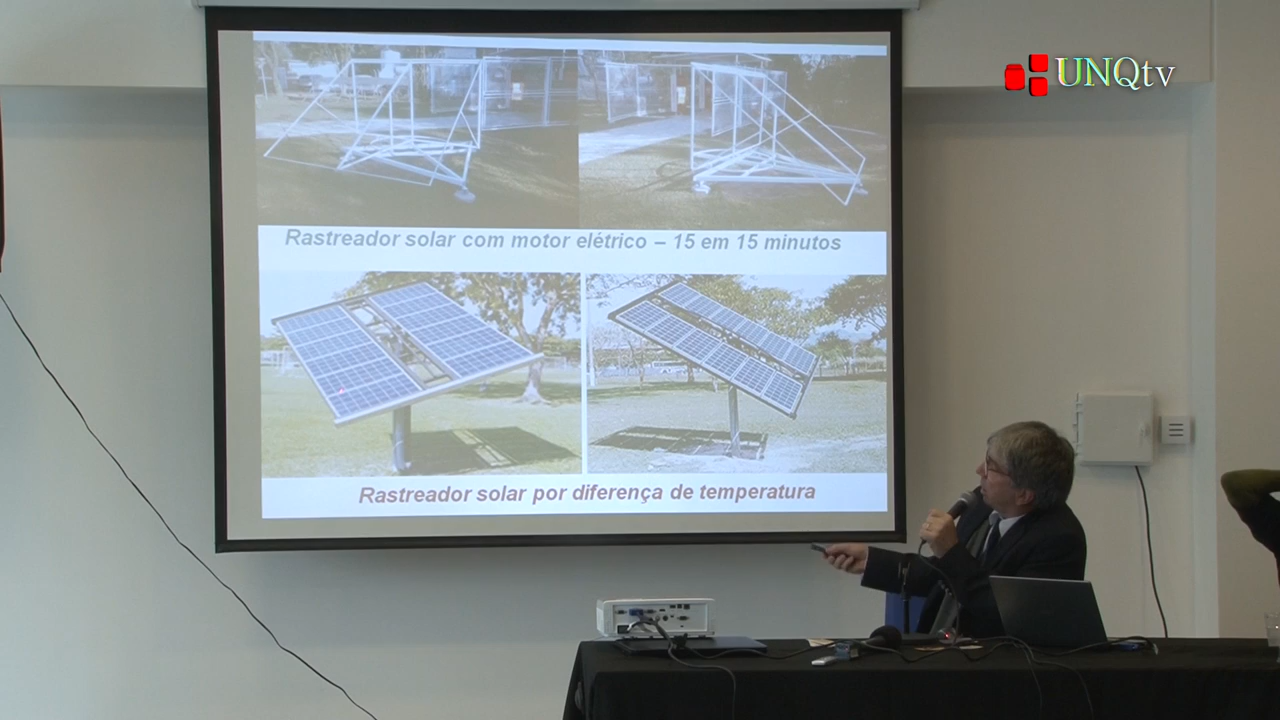 UNQtv
Rastreador solar com motor elétrico – 15 em 15 minutos
Rastreador solar por diferença de temperatura